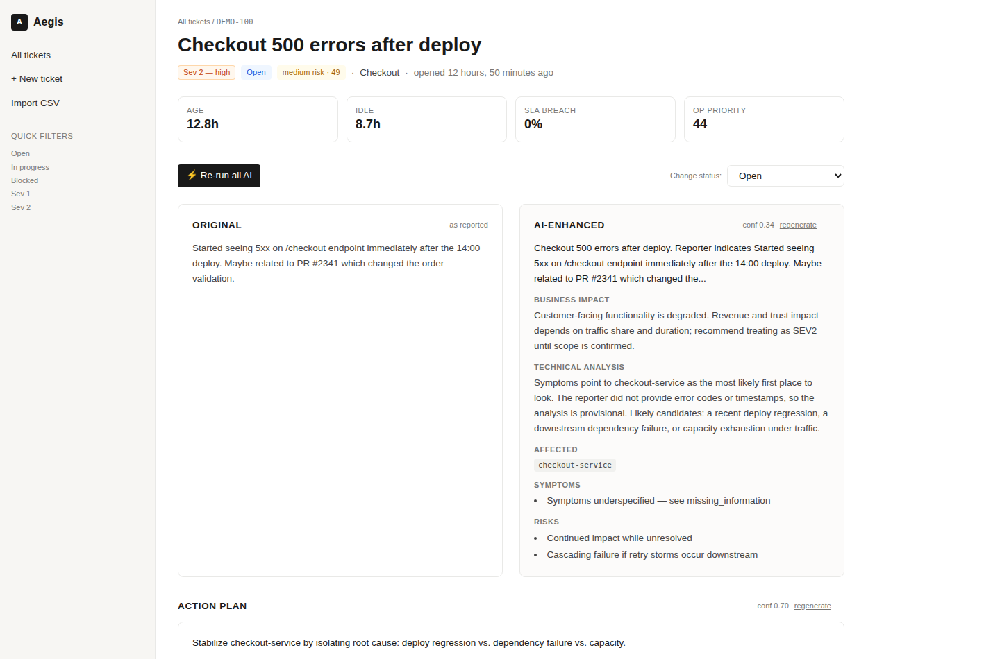 A Aegis
All tickets
+ New ticket
Import CSV
QUICK FILTERS
Open
In progress
Blocked
Sev 1
Sev 2
All tickets / DEMO-100
Checkout 500 errors after deploy
Sev 2 — high Open medium risk · 49 · Checkout · opened 12 hours, 50 minutes ago
AGE
12.8h
IDLE
8.7h
SLA BREACH
0%
OP PRIORITY
44
⚡ Re-run all AI
Change status: Open
ORIGINAL as reported
Started seeing 5xx on /checkout endpoint immediately after the 14:00
deploy. Maybe related to PR #2341 which changed the order
validation.
AI-ENHANCED conf 0.34 regenerate
Checkout 500 errors after deploy. Reporter indicates Started seeing
5xx on /checkout endpoint immediately after the 14:00 deploy. Maybe
related to PR #2341 which changed the...
BUSINESS IMPACT
Customer-facing functionality is degraded. Revenue and trust impact
depends on traffic share and duration; recommend treating as SEV2
until scope is confirmed.
TECHNICAL ANALYSIS
Symptoms point to checkout-service as the most likely first place to
look. The reporter did not provide error codes or timestamps, so the
analysis is provisional. Likely candidates: a recent deploy regression, a
downstream dependency failure, or capacity exhaustion under traffic.
AFFECTED
checkout-service
SYMPTOMS
• Symptoms underspecified — see missing_information
RISKS
• Continued impact while unresolved
• Cascading failure if retry storms occur downstream
ACTION PLAN conf 0.70 regenerate
Stabilize checkout-service by isolating root cause: deploy regression vs. dependency failure vs. capacity.